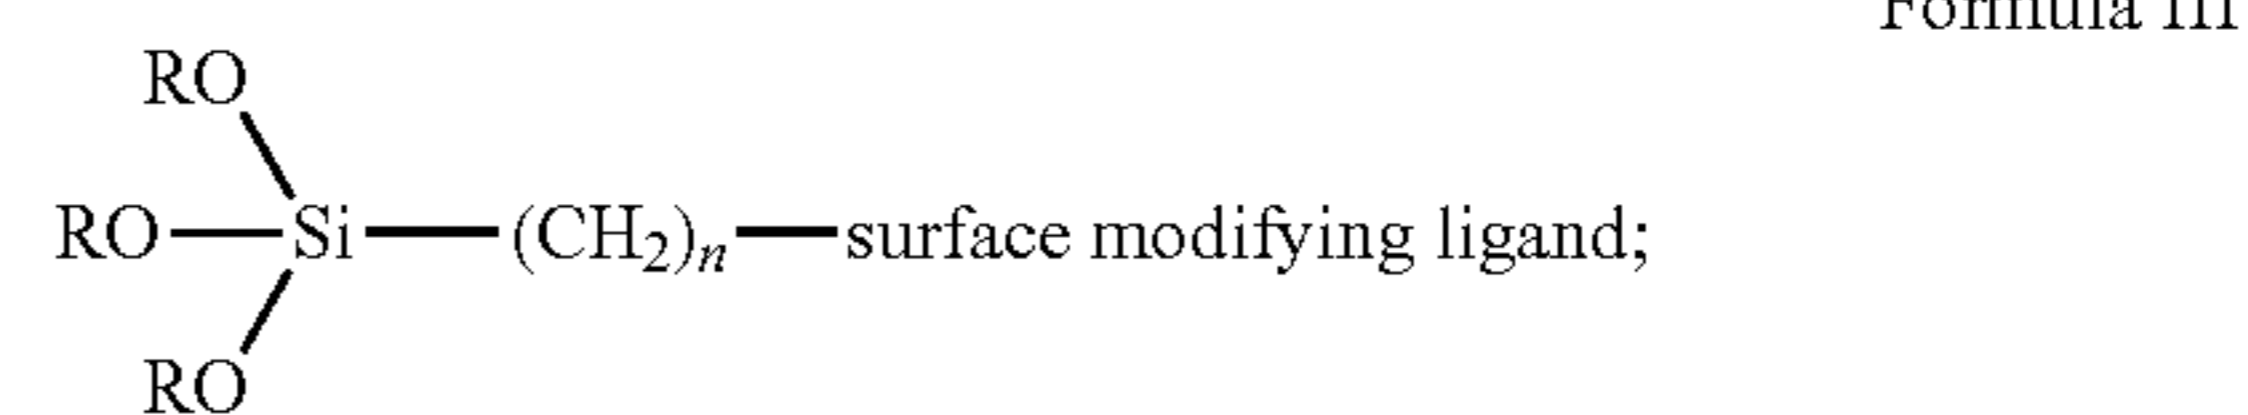 Formula III
RO
RO—Si—(CH₂)ₙ—surface modifying ligand;
RO